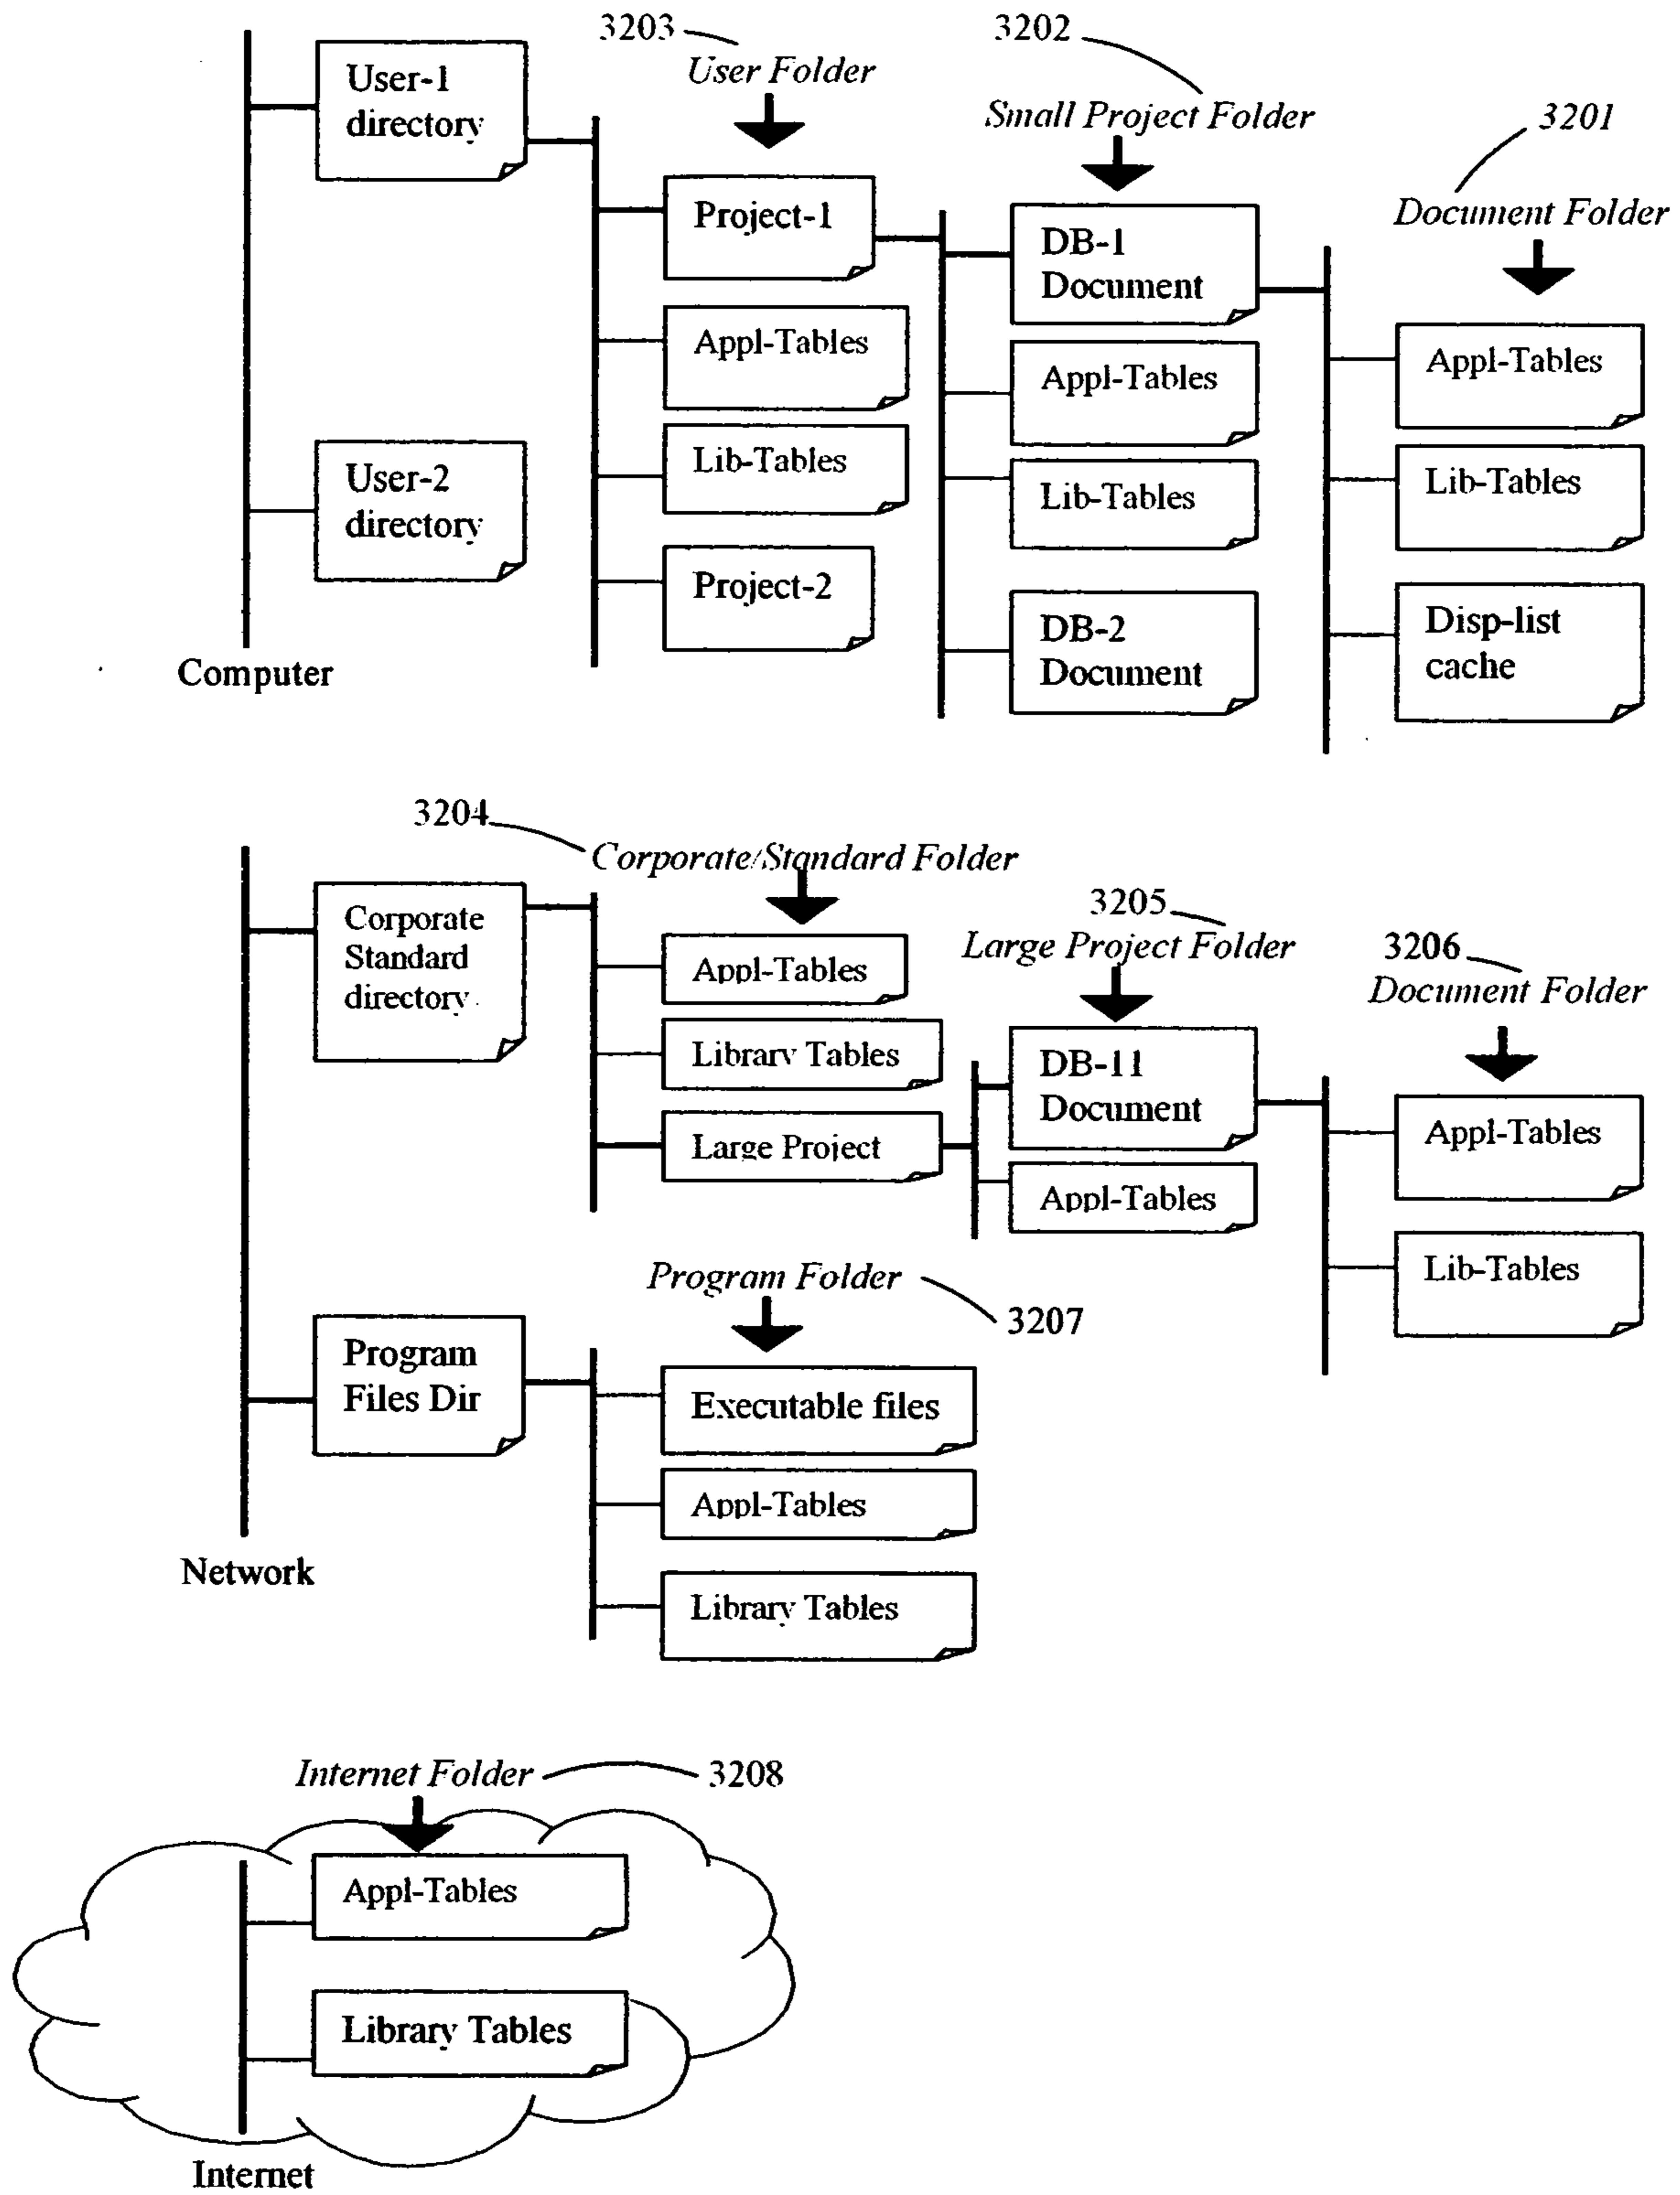 3203
User Folder
3202
Small Project Folder
3201
Document Folder
User-1
directory
Project-1
Appl-Tables
Lib-Tables
Project-2
DB-1
Document
Appl-Tables
Lib-Tables
DB-2
Document
Appl-Tables
Lib-Tables
Disp-list
cache
User-2
directory
Computer
3204
Corporate/Standard Folder
3205
Large Project Folder
3206
Document Folder
Corporate
Standard
directory
Appl-Tables
Library Tables
Large Project
DB-11
Document
Appl-Tables
Appl-Tables
Lib-Tables
Program Folder
3207
Program
Files Dir
Executable files
Appl-Tables
Library Tables
Network
Internet Folder
3208
Appl-Tables
Library Tables
Internet